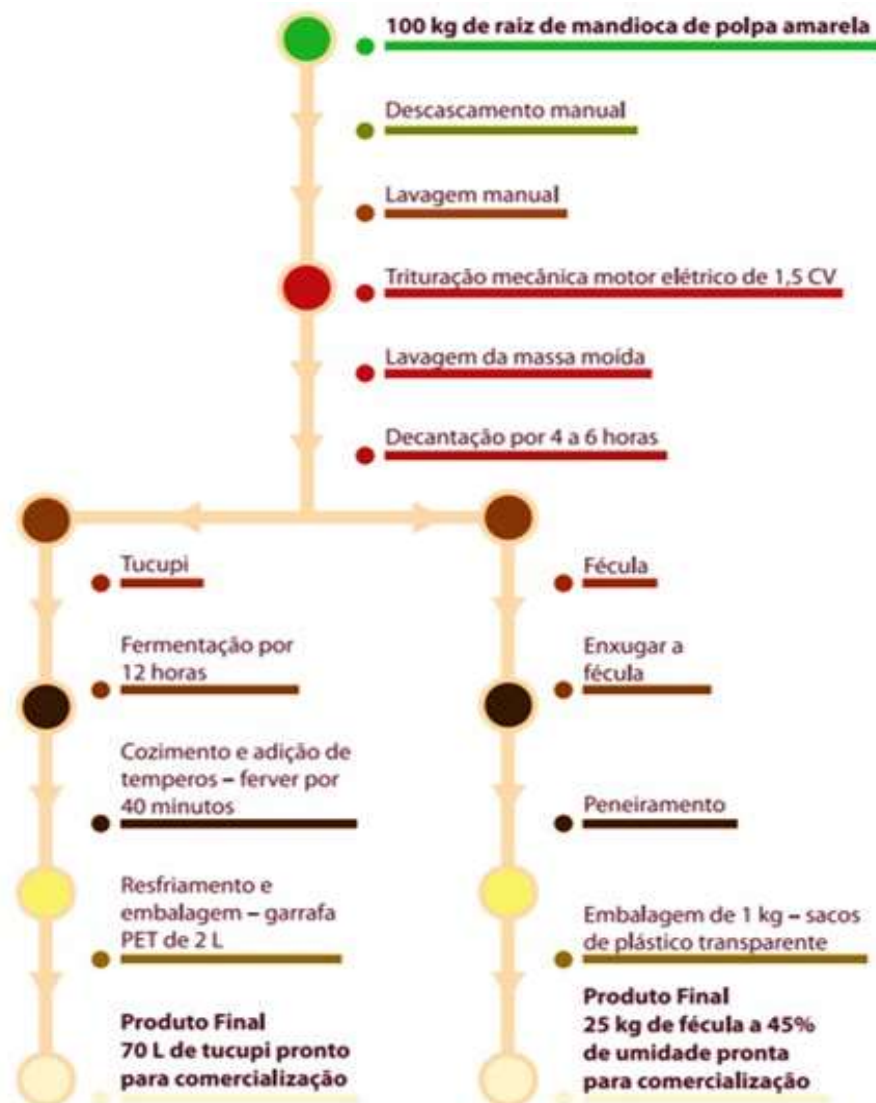 100 kg de raiz de mandioca de polpa amarela
Descascamento manual
Lavagem manual
Trituração mecânica motor elétrico de 1,5 CV
Lavagem da massa moída
Decantação por 4 a 6 horas
Tucupi
Fermentação por
12 horas
Cozimento e adição de
temperos – ferver por
40 minutos
Resfriamento e
embalagem – garrafa
PET de 2 L
Produto Final
70 L de tucupi pronto
para comercialização
Fécula
Enxugar a
fécula
Peneiramento
Embalagem de 1 kg – sacos
de plástico transparente
Produto Final
25 kg de fécula a 45%
de umidade pronta
para comercialização